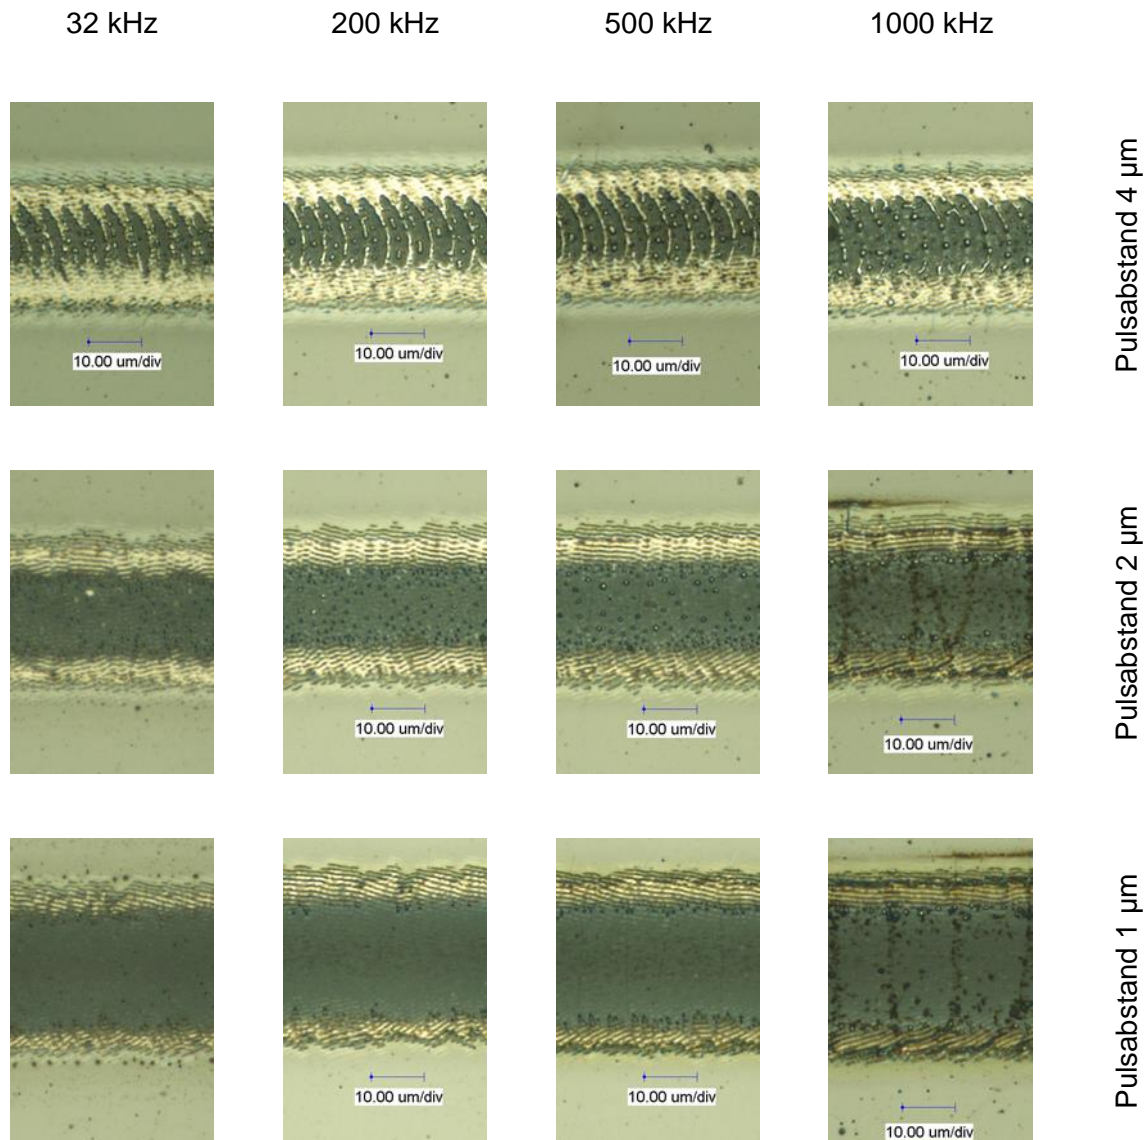 32 kHz
200 kHz
500 kHz
1000 kHz
Pulsabstand 4 µm
10.00 um/div
10.00 um/div
10.00 um/div
10.00 um/div
Pulsabstand 2 µm
10.00 um/div
10.00 um/div
10.00 um/div
Pulsabstand 1 µm
10.00 um/div
10.00 um/div
10.00 um/div